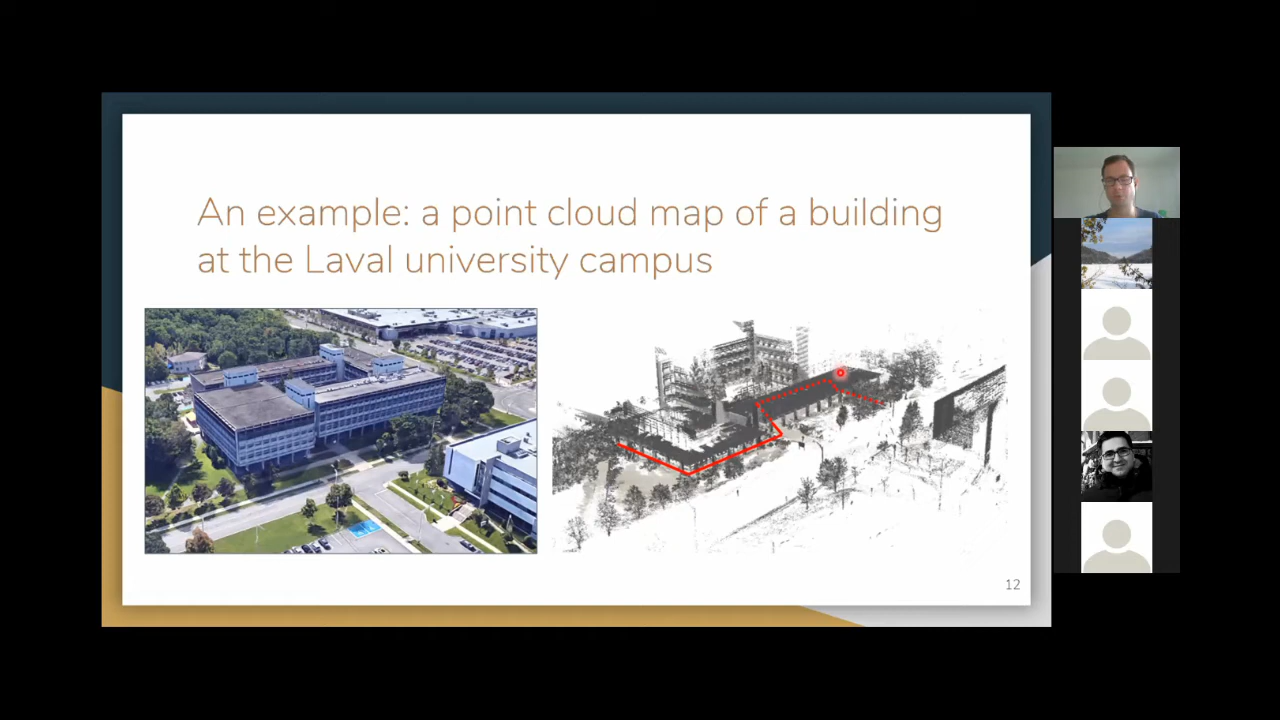 An example: a point cloud map of a building
at the Laval university campus
12